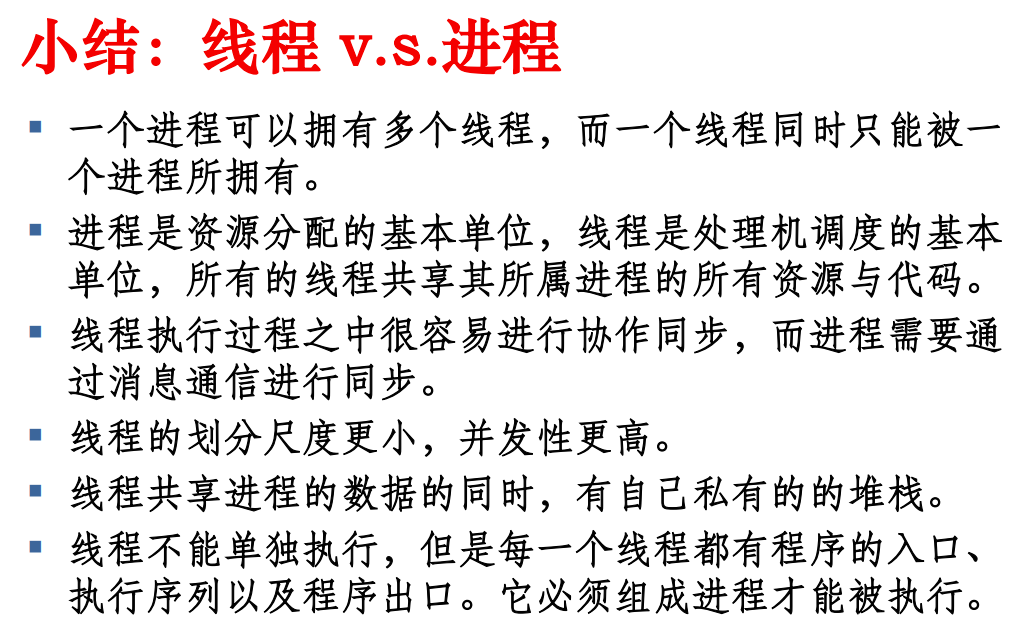 小结：线程 v.s.进程
▪ 一个进程可以拥有多个线程，而一个线程同时只能被一
个进程所拥有。
▪ 进程是资源分配的基本单位，线程是处理机调度的基本
单位，所有的线程共享其所属进程的所有资源与代码。
▪ 线程执行过程之中很容易进行协作同步，而进程需要通
过消息通信进行同步。
▪ 线程的划分尺度更小，并发性更高。
▪ 线程共享进程的数据的同时，有自己私有的的堆栈。
▪ 线程不能单独执行，但是每一个线程都有程序的入口、
执行序列以及程序出口。它必须组成进程才能被执行。